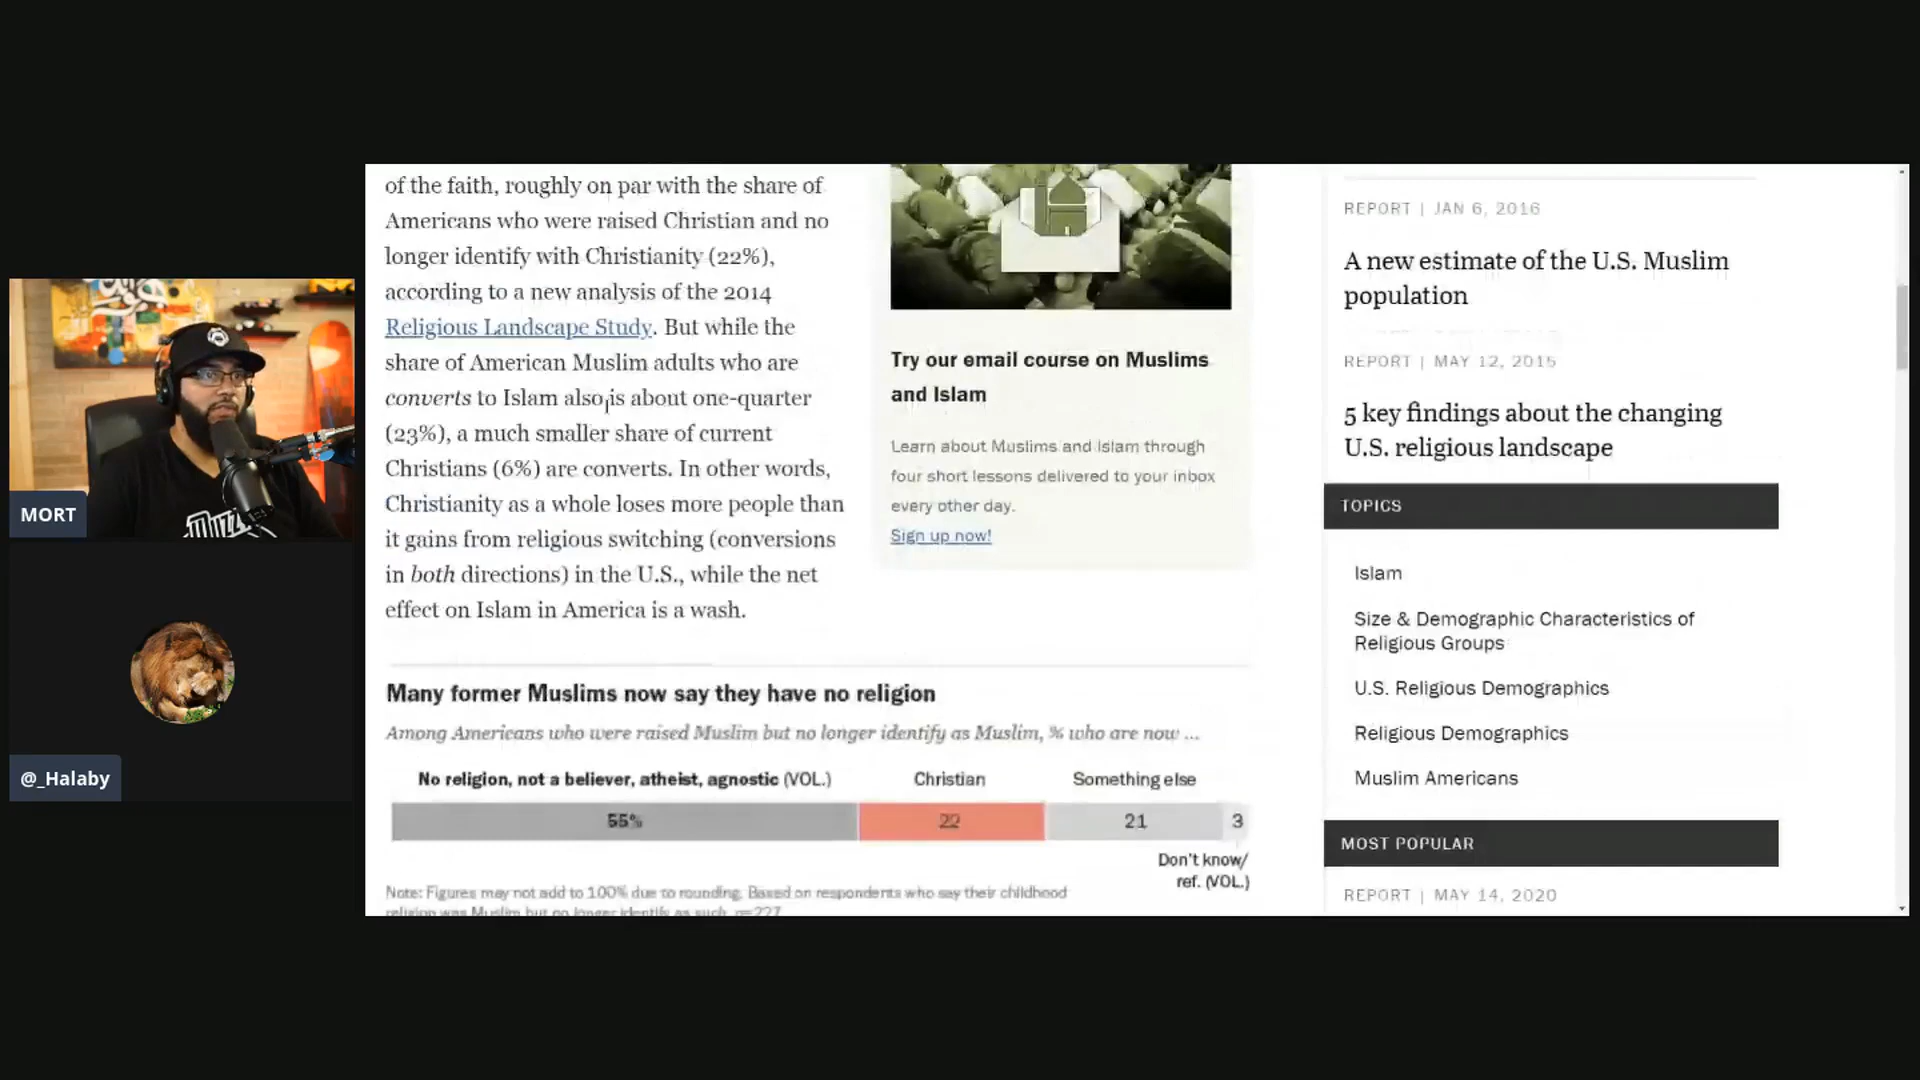 of the faith, roughly on par with the share of
Americans who were raised Christian and no
longer identify with Christianity (22%),
according to a new analysis of the 2014
Religious Landscape Study. But while the
share of American Muslim adults who are
converts to Islam also is about one-quarter
(23%), a much smaller share of current
Christians (6%) are converts. In other words,
Christianity as a whole loses more people than
it gains from religious switching (conversions
in both directions) in the U.S., while the net
effect on Islam in America is a wash.
Try our email course on Muslims
and Islam
Learn about Muslims and Islam through
four short lessons delivered to your inbox
every other day.
Sign up now!
Many former Muslims now say they have no religion
Among Americans who were raised Muslim but no longer identify as Muslim, % who are now ...
No religion, not a believer, atheist, agnostic (VOL.) Christian Something else
55% 22 21 3
Don't know/
ref. (VOL.)
Note: Figures may not add to 100% due to rounding. Based on respondents who say their childhood
religion was Muslim but no longer identify as such, n=227
REPORT | JAN 6, 2016
A new estimate of the U.S. Muslim
population
REPORT | MAY 12, 2015
5 key findings about the changing
U.S. religious landscape
TOPICS
Islam
Size & Demographic Characteristics of
Religious Groups
U.S. Religious Demographics
Religious Demographics
Muslim Americans
MOST POPULAR
REPORT | MAY 14, 2020
MORT
@_Halaby